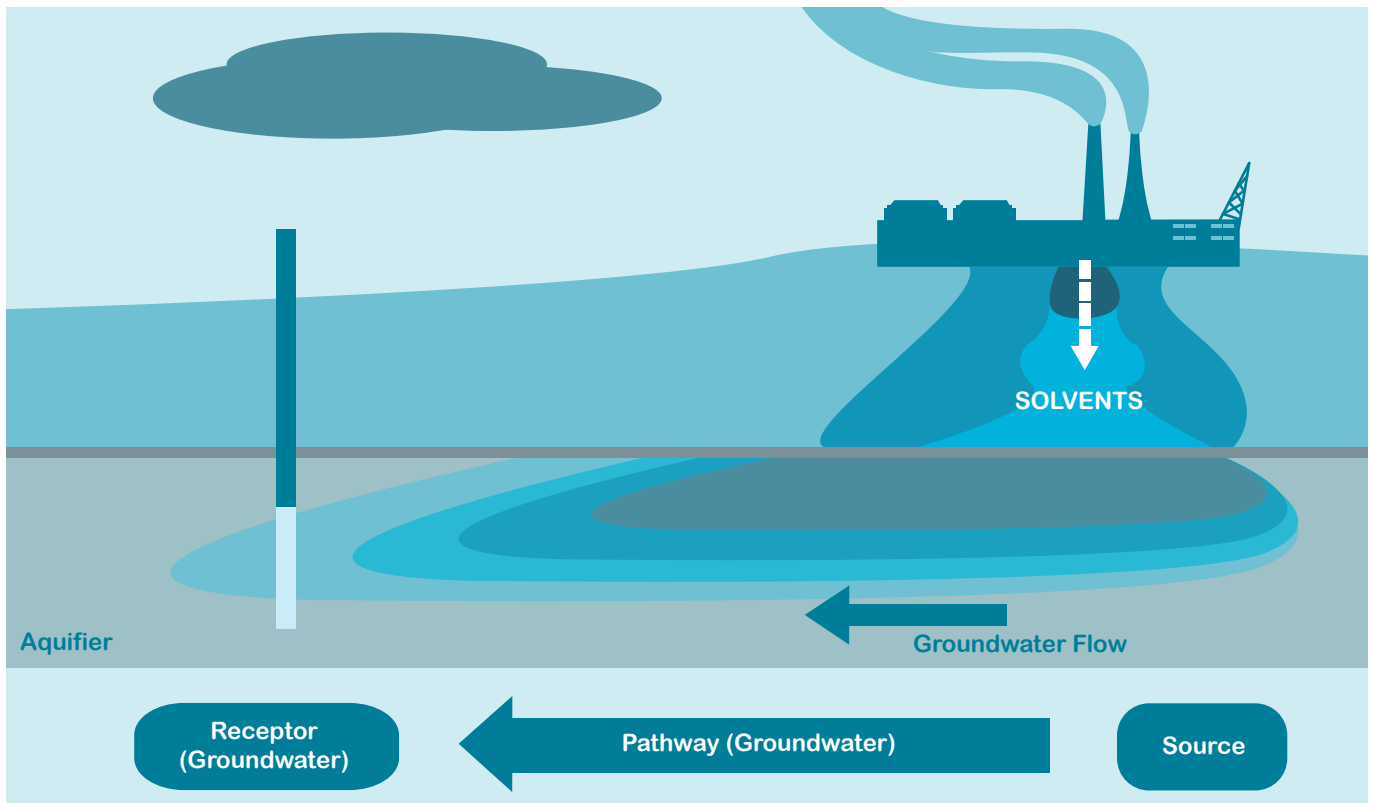 SOLVENTS
Aquifier
Groundwater Flow
Receptor
(Groundwater)
Pathway (Groundwater)
Source